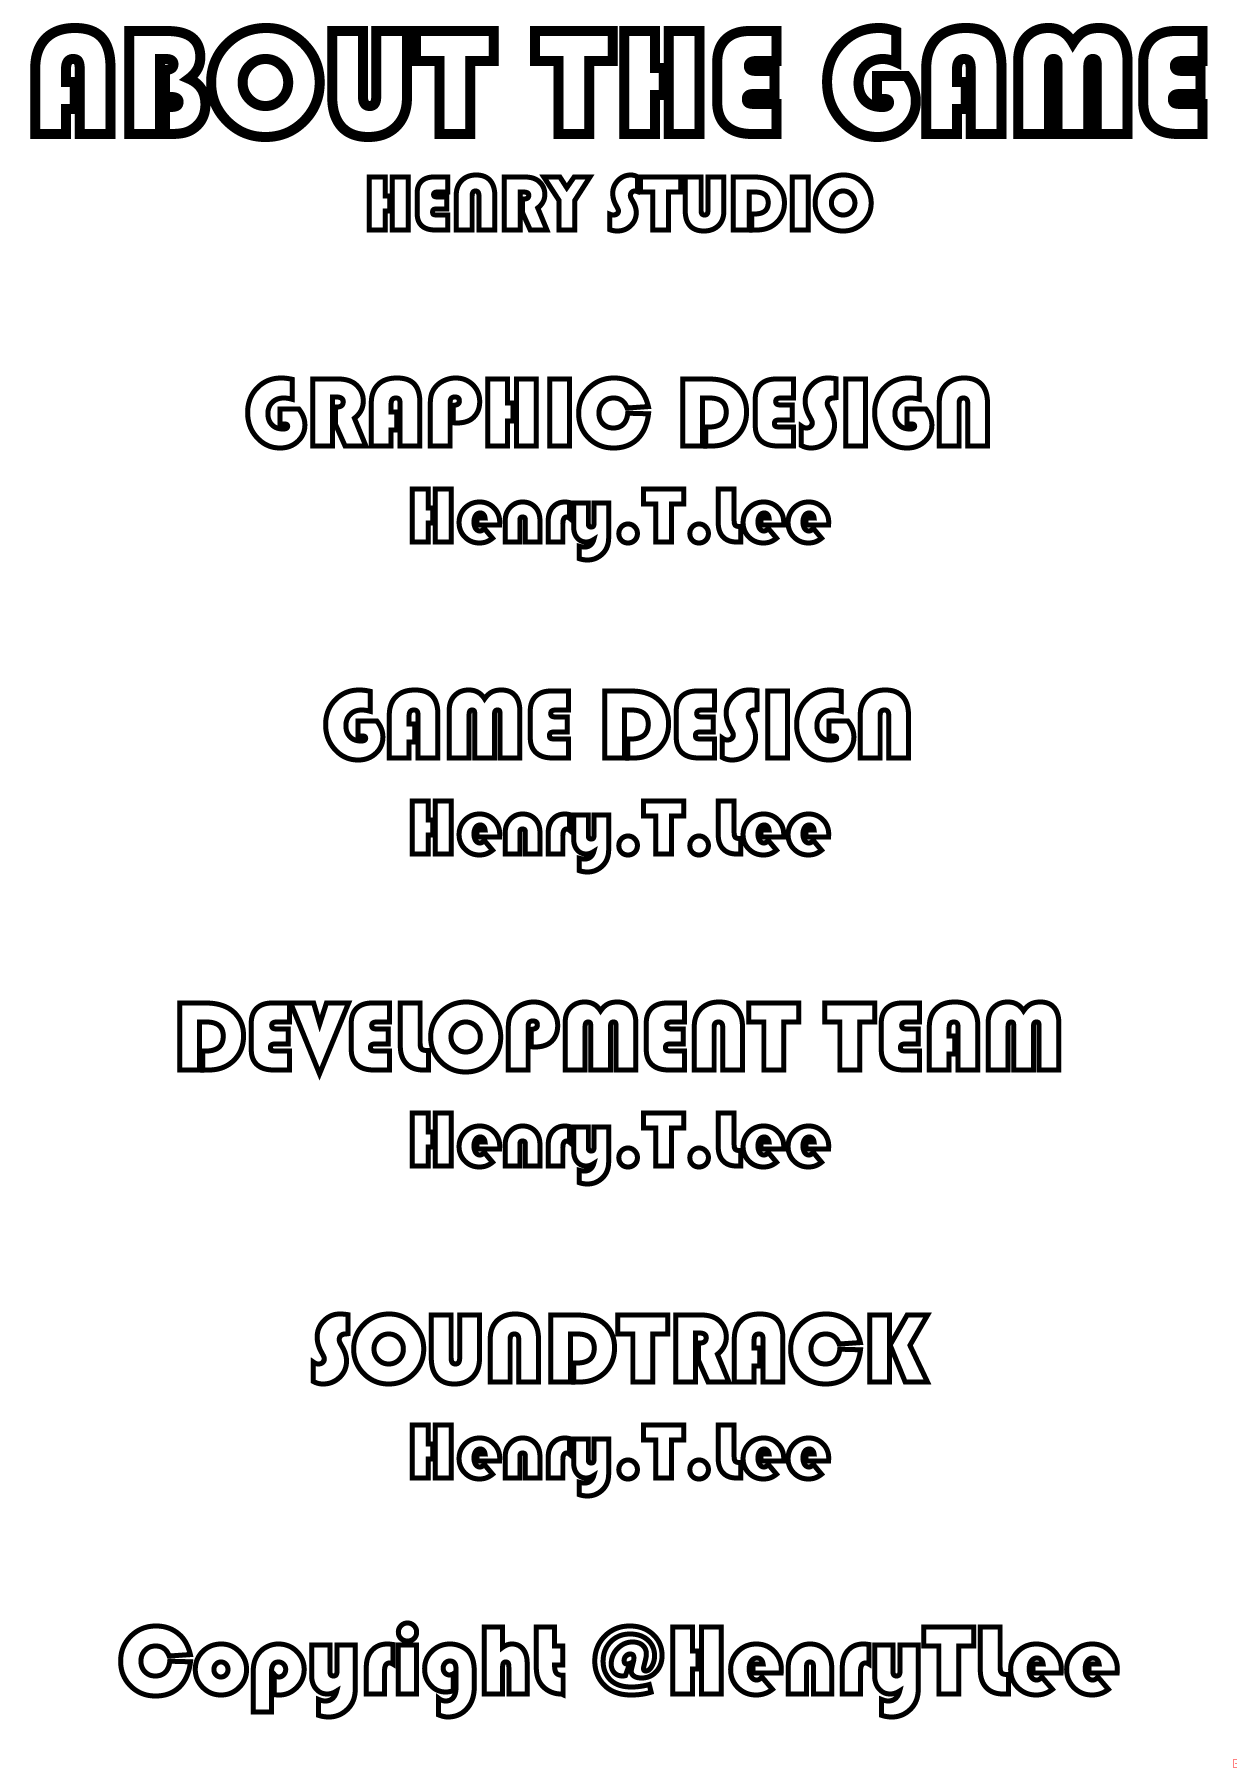 ABOUT THE GAME
HENRY STUDIO
GRAPHIC DESIGN
Henry.T.Lee
GAME DESIGN
Henry.T.Lee
DEVELOPMENT TEAM
Henry.T.Lee
SOUNDTRACK
Henry.T.Lee
Copyright @HenryTLee